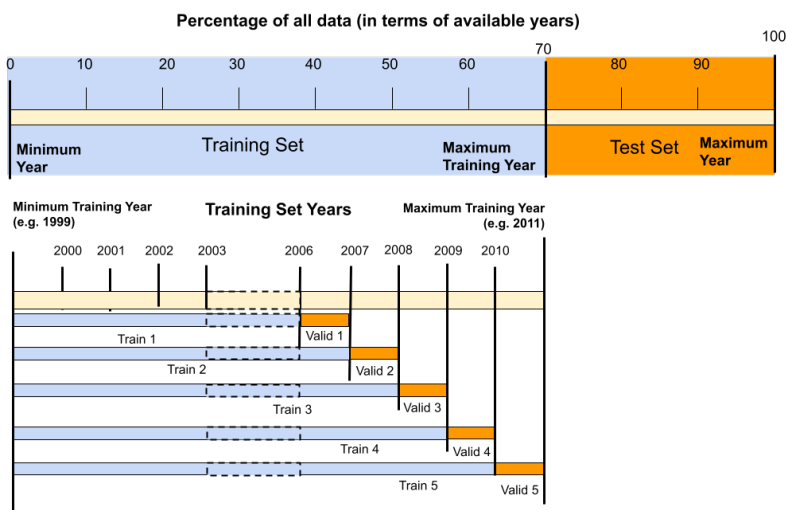 Percentage of all data (in terms of available years)
0 10 20 30 40 50 60 70 80 90 100
Minimum
Year
Training Set
Maximum
Training Year
Test Set
Maximum
Year
Minimum Training Year
(e.g. 1999)
Training Set Years
Maximum Training Year
(e.g. 2011)
2000 2001 2002 2003 2006 2007 2008 2009 2010
Train 1
Valid 1
Train 2
Valid 2
Train 3
Valid 3
Train 4
Valid 4
Train 5
Valid 5